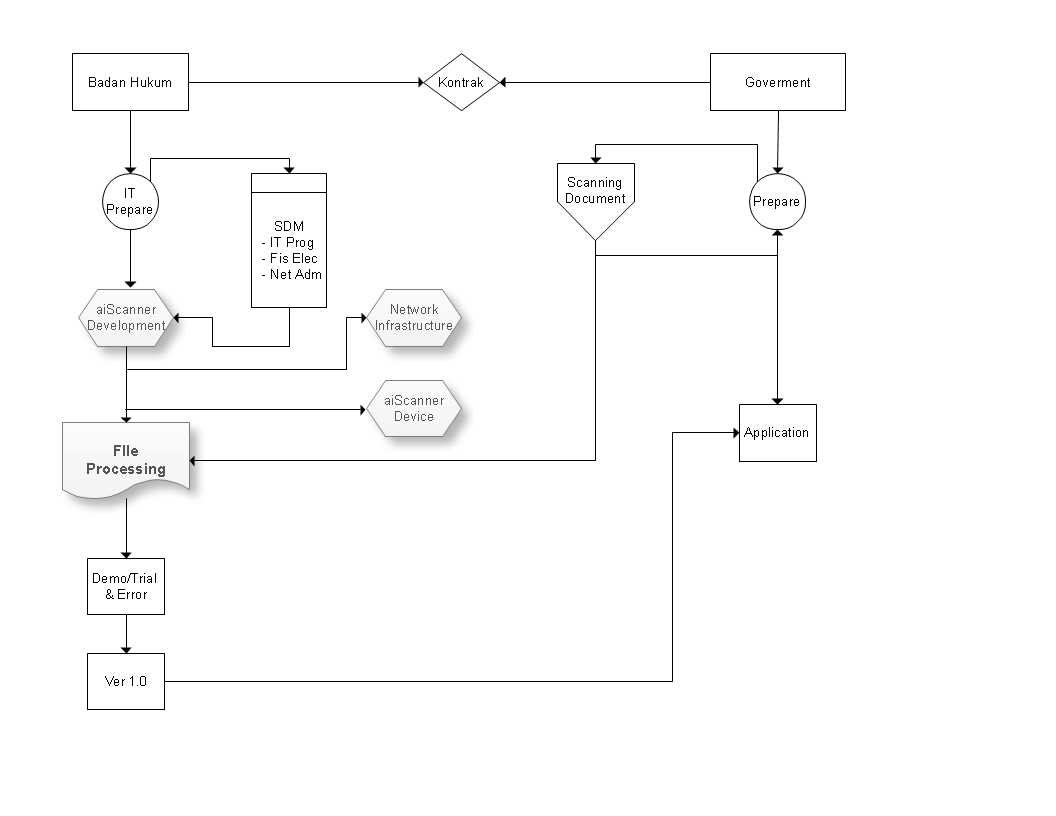 Badan Hukum
Kontrak
Goverment
IT
Prepare
Scanning
Document
Prepare
SDM
- IT Prog
- Fis Elec
- Net Adm
aiScanner
Development
Network
Infrastructure
aiScanner
Device
FIle
Processing
Application
Demo/Trial
& Error
Ver 1.0